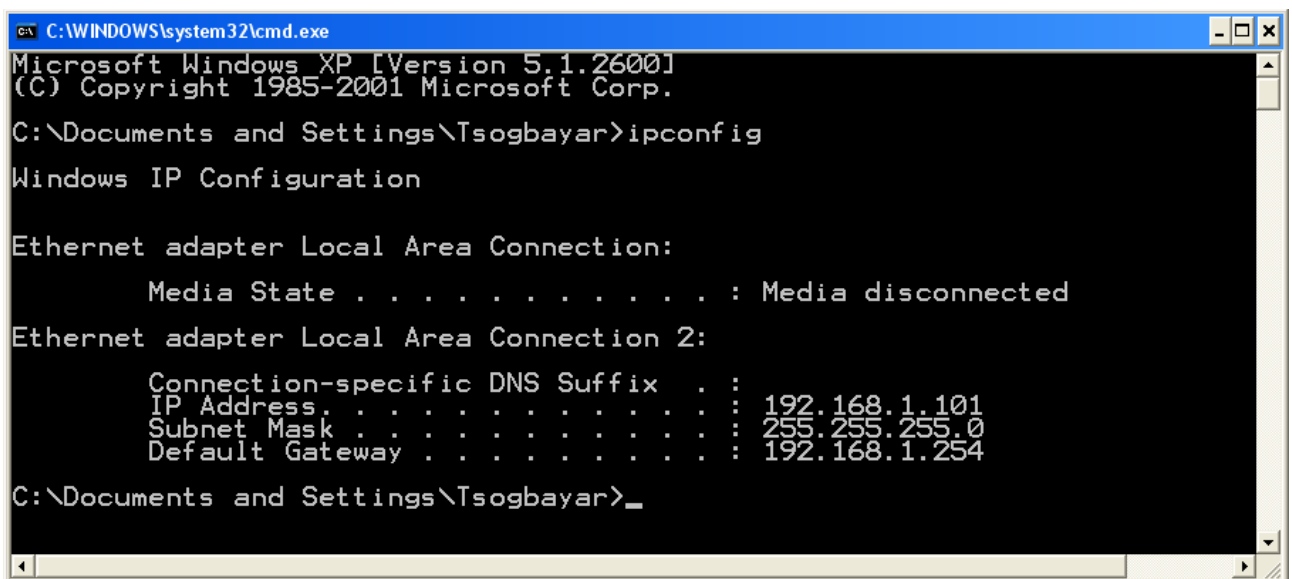 C:\WINDOWS\system32\cmd.exe
Microsoft Windows XP [Version 5.1.2600]
(C) Copyright 1985-2001 Microsoft Corp.
C:\Documents and Settings\Tsogbayar>ipconfig
Windows IP Configuration
Ethernet adapter Local Area Connection:
Media State . . . . . . . . . . . : Media disconnected
Ethernet adapter Local Area Connection 2:
Connection-specific DNS Suffix  . :
IP Address. . . . . . . . . . . . : 192.168.1.101
Subnet Mask . . . . . . . . . . . : 255.255.255.0
Default Gateway . . . . . . . . . : 192.168.1.254
C:\Documents and Settings\Tsogbayar>_